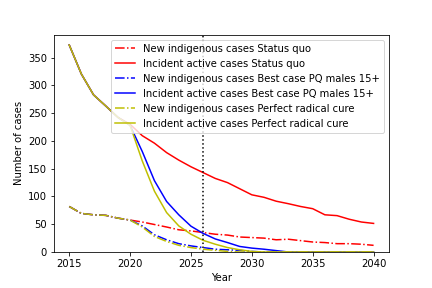 350
300
250
200
150
100
50
0
Number of cases
New indigenous cases Status quo
Incident active cases Status quo
New indigenous cases Best case PQ males 15+
Incident active cases Best case PQ males 15+
New indigenous cases Perfect radical cure
Incident active cases Perfect radical cure
2015 2020 2025 2030 2035 2040
Year